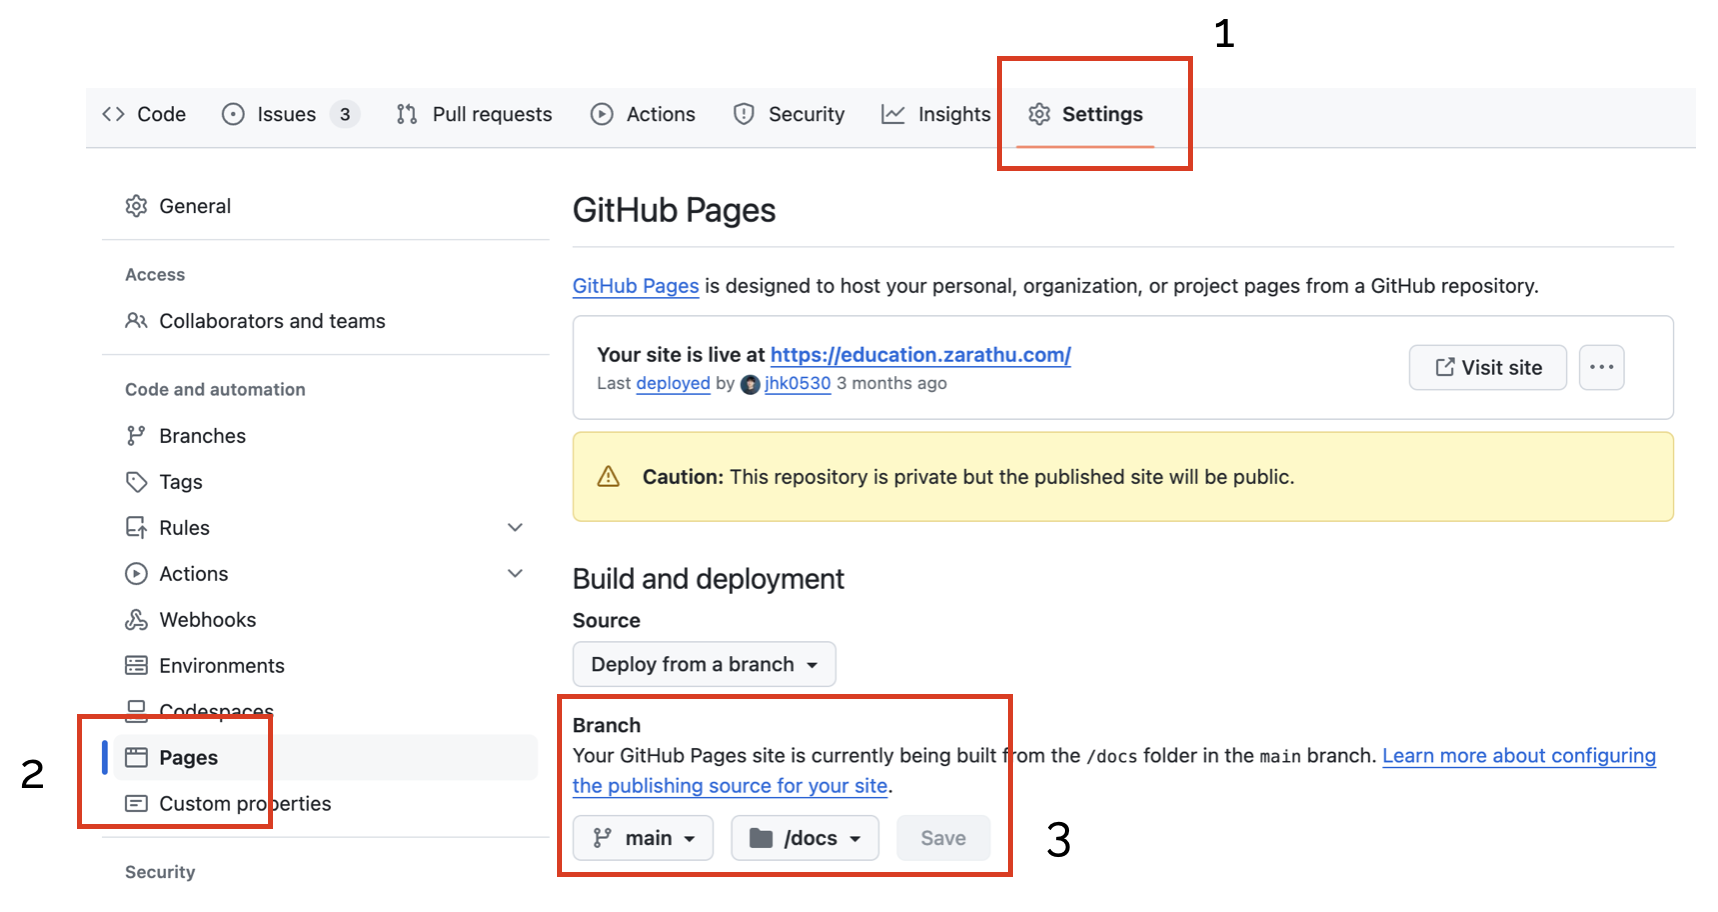 1
Code Issues 3 Pull requests Actions Security Insights Settings
General
Access
Collaborators and teams
Code and automation
Branches
Tags
Rules
Actions
Webhooks
Environments
Codespaces
2
Pages
Custom properties
Security
GitHub Pages
GitHub Pages is designed to host your personal, organization, or project pages from a GitHub repository.
Your site is live at https://education.zarathu.com/
Last deployed by jhk0530 3 months ago
Visit site
Caution: This repository is private but the published site will be public.
Build and deployment
Source
Deploy from a branch
Branch
Your GitHub Pages site is currently being built from the /docs folder in the main branch. Learn more about configuring
the publishing source for your site.
main /docs Save
3